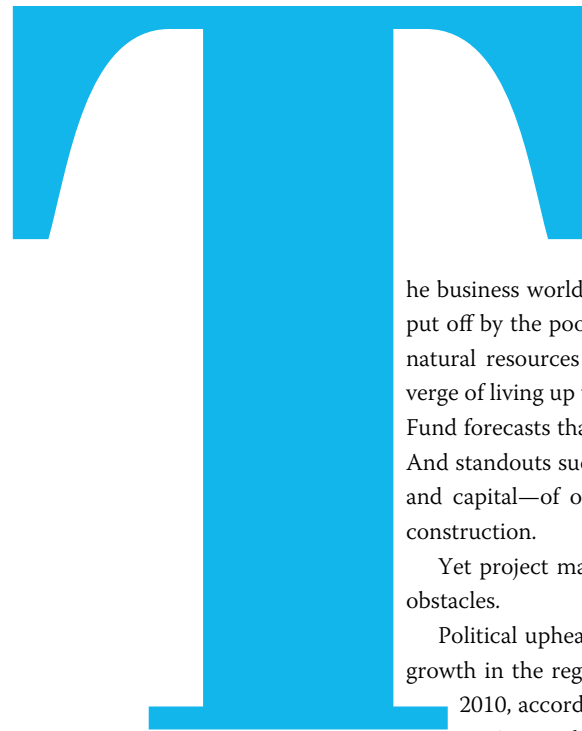 T
he business world
put off by the poo
natural resources
verge of living up
Fund forecasts tha
And standouts suc
and capital—of o
construction.
Yet project ma
obstacles.
Political uphea
growth in the reg
2010, accord